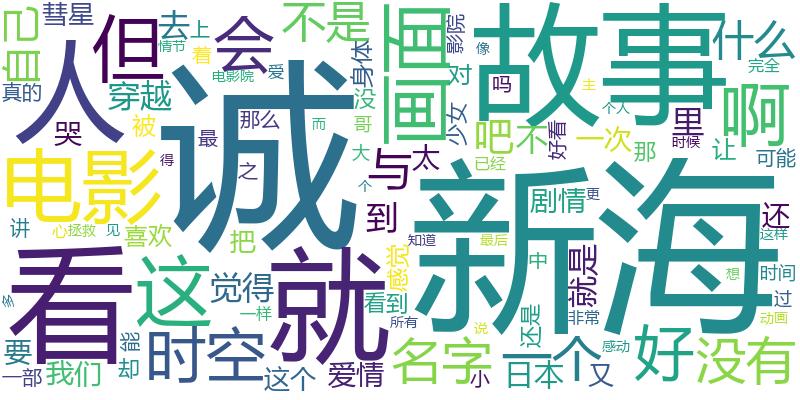 彗星
去
上
不是
故事
什么
自己
但
会
情节
着
身体
影院
像
完全
人
电影院
爱
对
画面
真的
穿越
没
吗
主
啊
诚
哭
被
那么
最
哥
少女
吧
不
好看
一次
个人
里
时候
电影
得
之
而
大
与
太
已经
那
让
可能
个
新海
剧情
更
讲
心拯救
见
喜欢
把
到
知道
最后
还
这样
看
这
觉得
就
感觉
中
就是
想
时间
多
一样
看到
所有
说
还是
非常
过
动画
要
却
能
时空
名字
一个
感动
好
没有
一部
我们
这个
爱情
小
日本
又